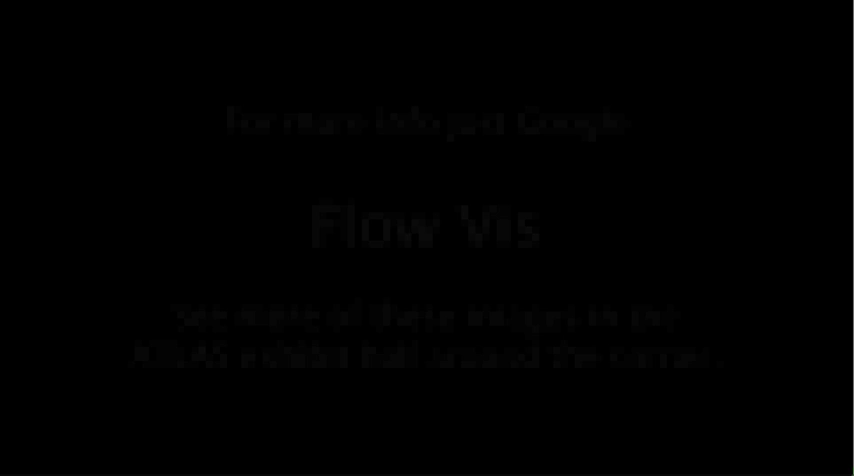 For more info just Google
Flow Vis
See more of these images in the
ATLAS exhibit hall around the corner.